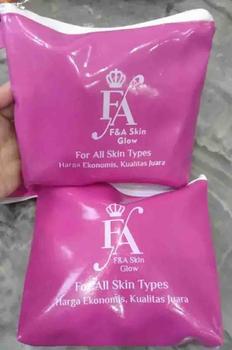 FA
F&A Skin
Glow
For All Skin Types
Harga Ekonomis, Kualitas Juara
FA
F&A Skin
Glow
For All Skin Types
Harga Ekonomis, Kualitas Juara